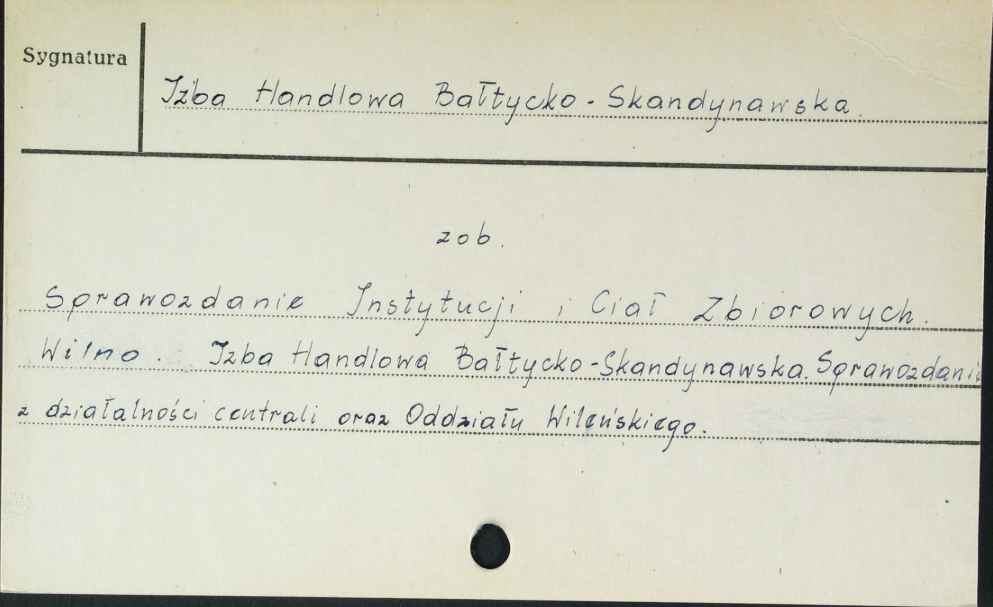 Sygnatura
Izba Handlowa Bałtycko-Skandynawska.
zob.
Sprawozdanie Instytucji i Ciał Zbiorowych.
Wilno. Izba Handlowa Bałtycko-Skandynawska. Sprawozdanie
z działalności centrali oraz Oddziału Wileńskiego.